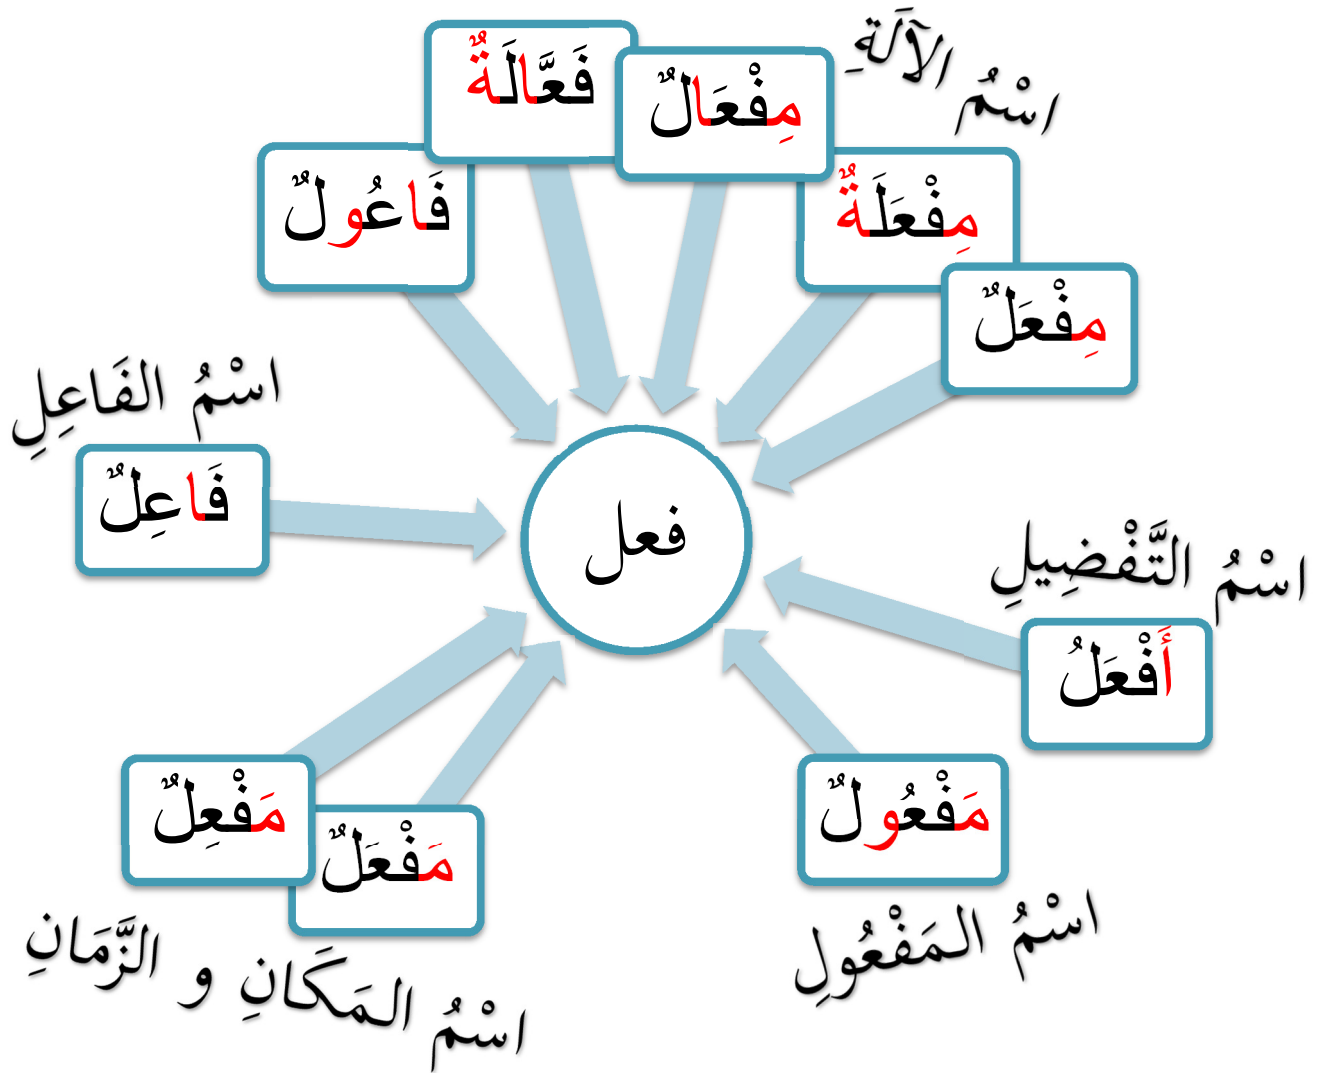 اسْمُ الآلَةِ
فَعَّالَةٌ
مِفْعَالٌ
فَاعُولٌ
مِفْعَلَةٌ
مِفْعَلٌ
اسْمُ الفَاعِلِ
فَاعِلٌ
فعل
اسْمُ التَّفْضِيلِ
أَفْعَلُ
مَفْعُولٌ
اسْمُ المَفْعُولِ
مَفْعِلٌ
مَفْعَلٌ
اسْمُ المَكَانِ و الزَّمَانِ